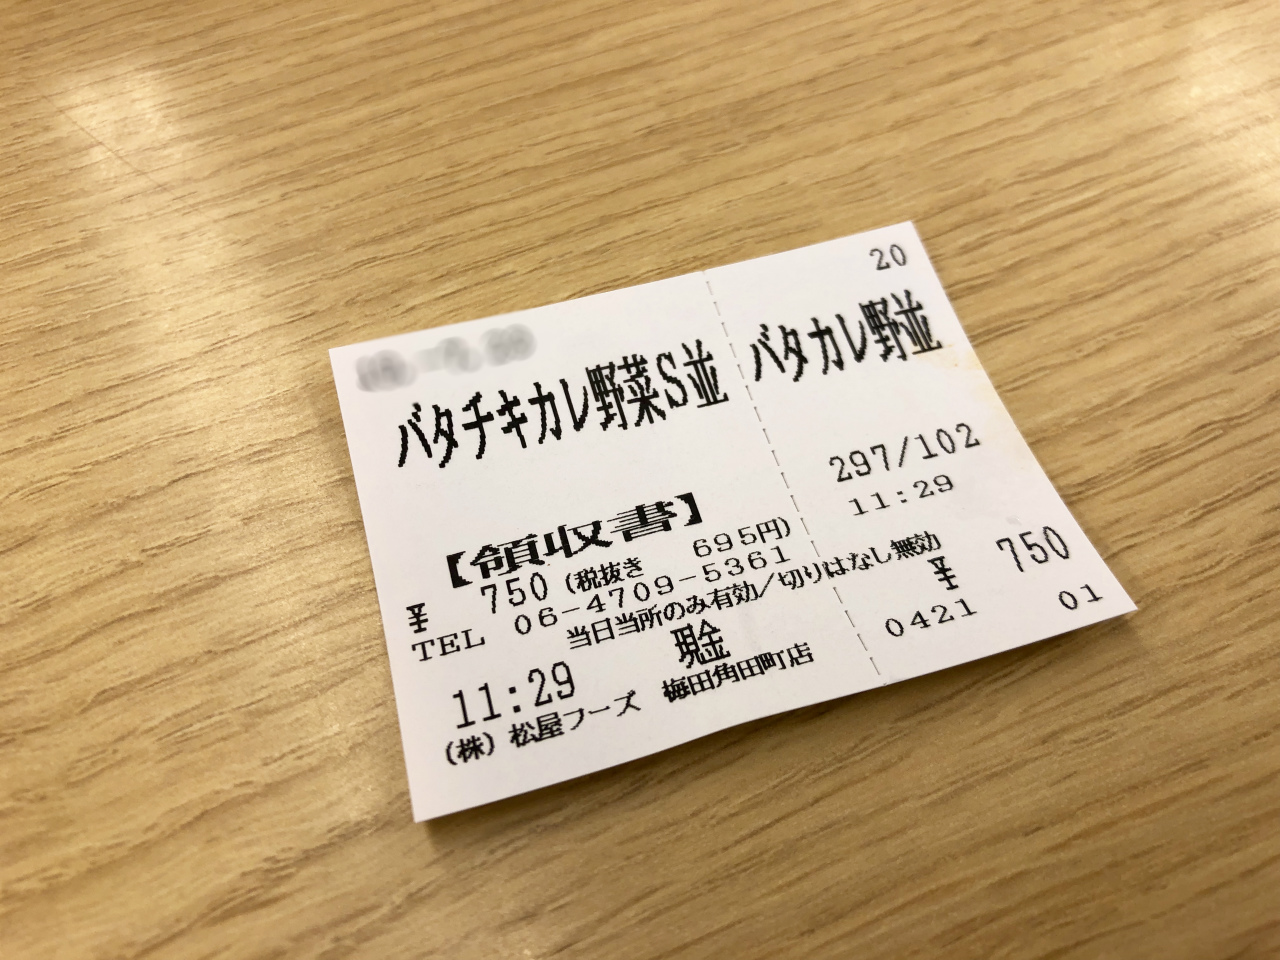 バタチキカレ野菜S並
【領収書】
¥ 750 (税抜き 695円)
TEL 06-4709-5361
当日当所のみ有効/切りはなし無効
現金
11:29
(株) 松屋フーズ 梅田角田町店
20
バタカレ野並
297/102
11:29
¥ 750
0421 01